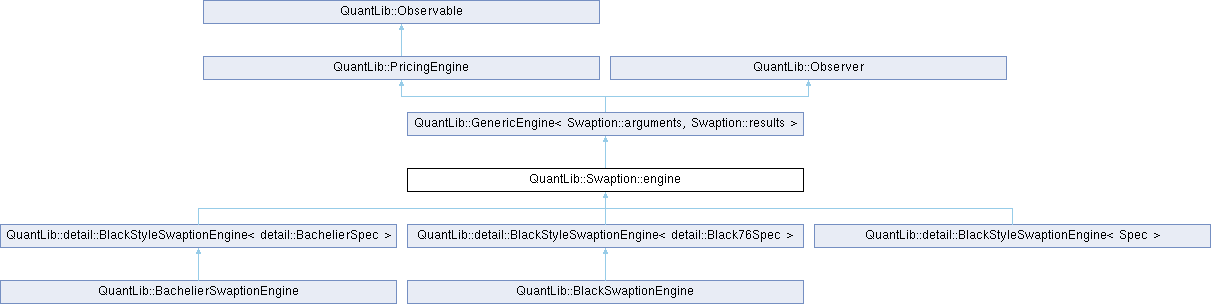 QuantLib::Observable
QuantLib::PricingEngine
QuantLib::Observer
QuantLib::GenericEngine< Swaption::arguments, Swaption::results >
QuantLib::Swaption::engine
QuantLib::detail::BlackStyleSwaptionEngine< detail::BachelierSpec >
QuantLib::detail::BlackStyleSwaptionEngine< detail::Black76Spec >
QuantLib::detail::BlackStyleSwaptionEngine< Spec >
QuantLib::BachelierSwaptionEngine
QuantLib::BlackSwaptionEngine